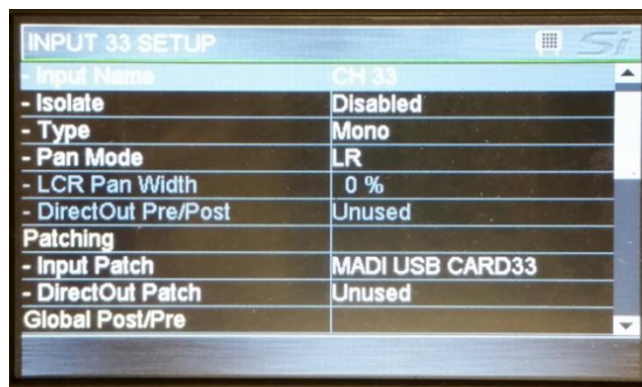 INPUT 33 SETUP Si
- Input Name CH 33
- Isolate Disabled
- Type Mono
- Pan Mode LR
- LCR Pan Width 0 %
- DirectOut Pre/Post Unused
Patching
- Input Patch MADI USB CARD33
- DirectOut Patch Unused
Global Post/Pre